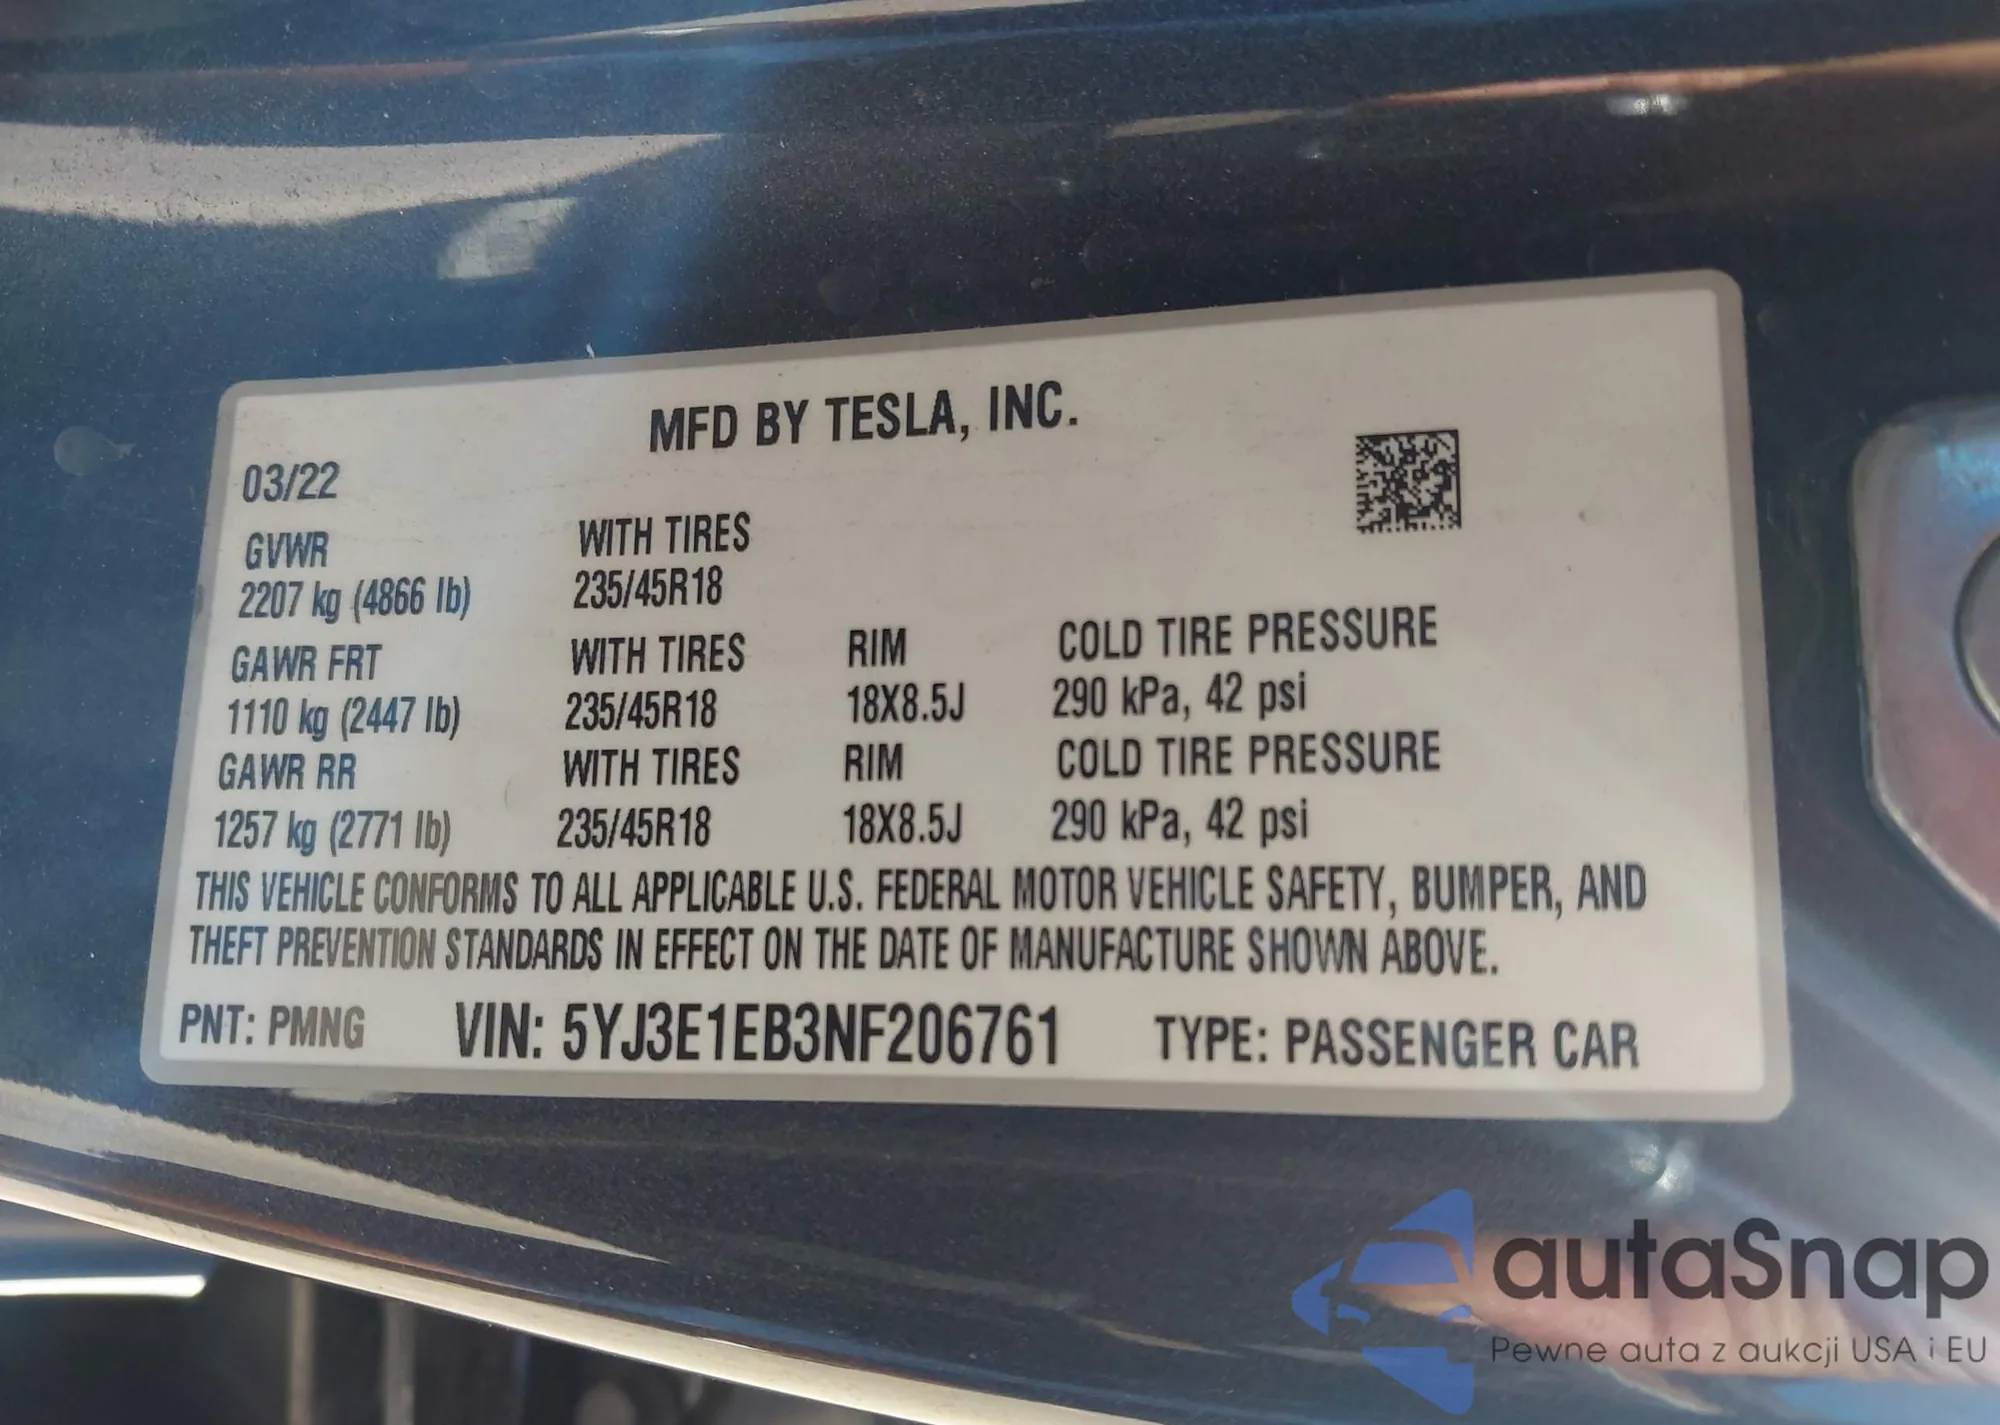 MFD BY TESLA, INC.
03/22
GVWR WITH TIRES
2207 kg (4866 lb) 235/45R18
GAWR FRT WITH TIRES RIM COLD TIRE PRESSURE
1110 kg (2447 lb) 235/45R18 18X8.5J 290 kPa, 42 psi
GAWR RR WITH TIRES RIM COLD TIRE PRESSURE
1257 kg (2771 lb) 235/45R18 18X8.5J 290 kPa, 42 psi
THIS VEHICLE CONFORMS TO ALL APPLICABLE U.S. FEDERAL MOTOR VEHICLE SAFETY, BUMPER, AND
THEFT PREVENTION STANDARDS IN EFFECT ON THE DATE OF MANUFACTURE SHOWN ABOVE.
PNT: PMNG VIN: 5YJ3E1EB3NF206761 TYPE: PASSENGER CAR
autaSnap
Pewne auta z aukcji USA i EU